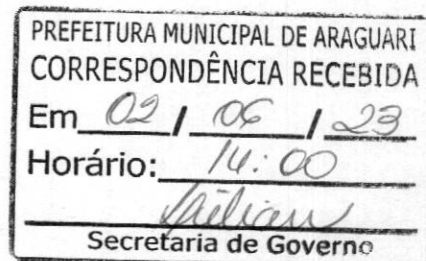 PREFEITURA MUNICIPAL DE ARAGUARI
CORRESPONDÊNCIA RECEBIDA
Em 02 / 06 / 23
Horário: 14:00
Secretaria de Governo